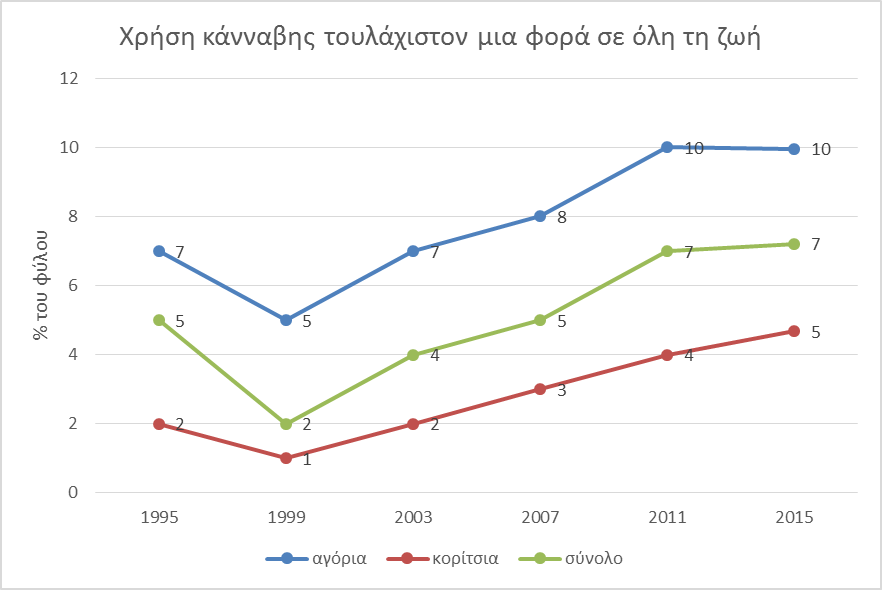 Χρήση κάνναβης τουλάχιστον μια φορά σε όλη τη ζωή
% του φύλου
12
10
8
6
4
2
0
7 5 7 8 10 10
5 2 4 5 7 7
2 1 2 3 4 5
1995 1999 2003 2007 2011 2015
αγόρια κορίτσια σύνολο